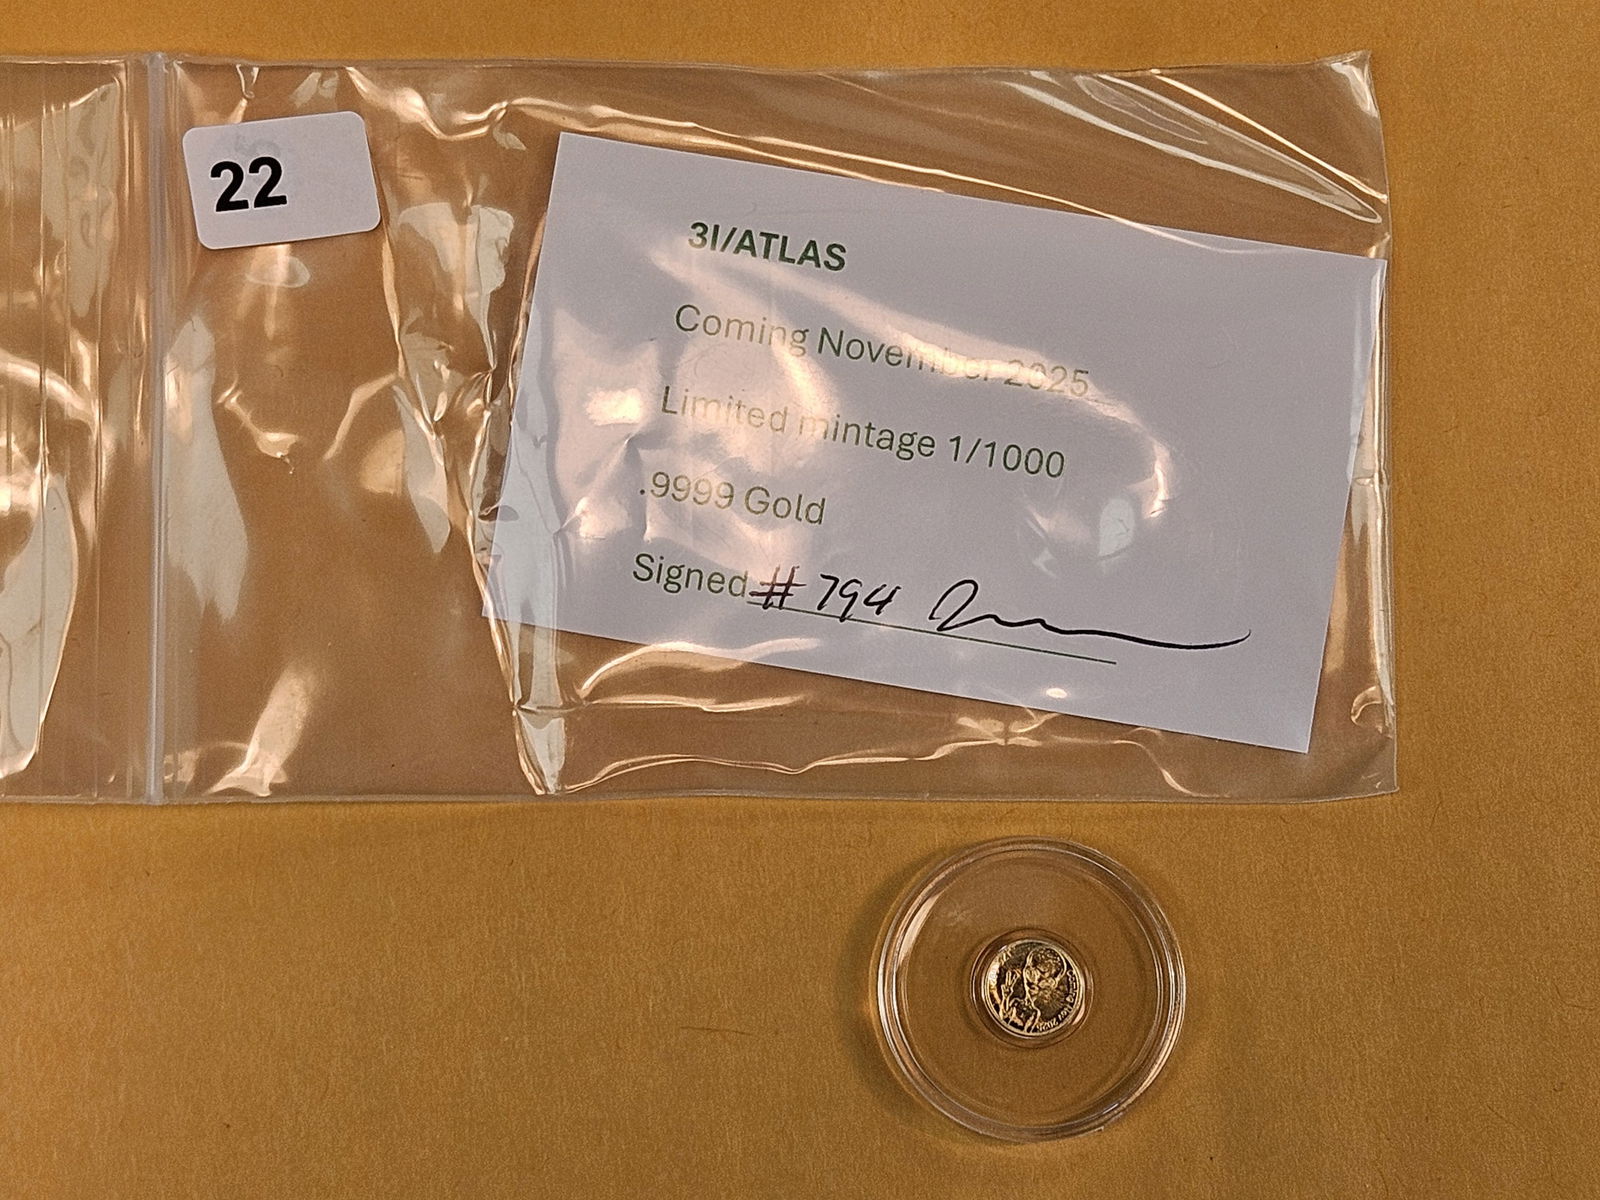 22
3I/ATLAS
Coming November 2025
Limited mintage 1/1000
.9999 Gold
Signed # 794